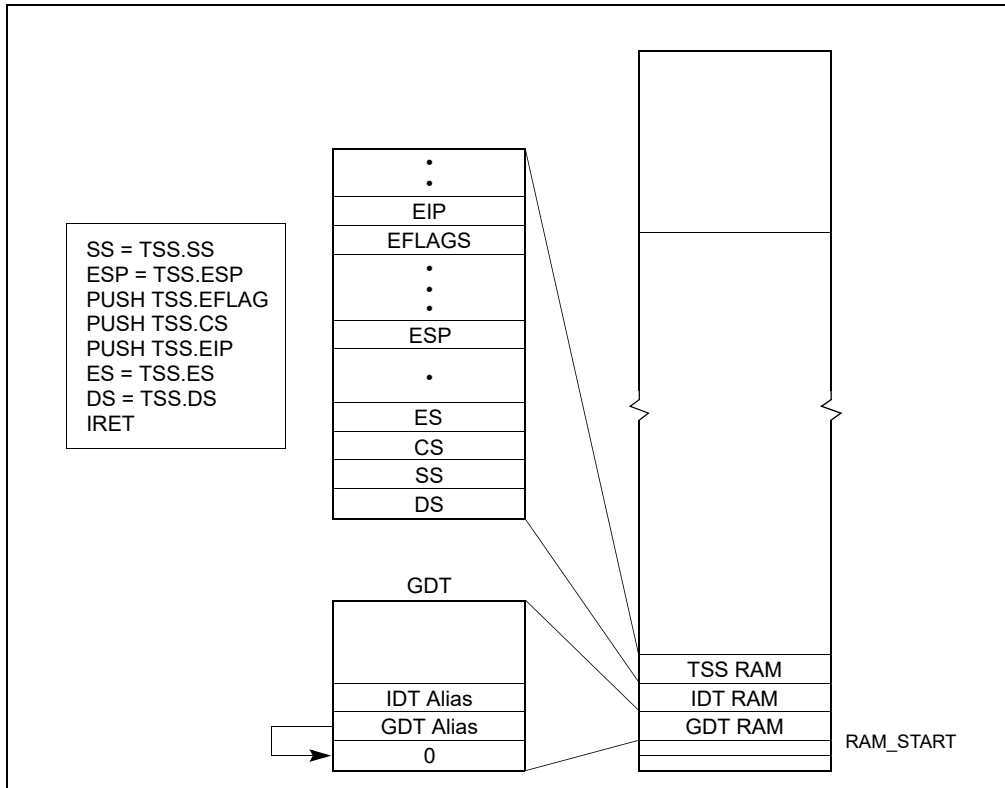 SS = TSS.SS
ESP = TSS.ESP
PUSH TSS.EFLAG
PUSH TSS.CS
PUSH TSS.EIP
ES = TSS.ES
DS = TSS.DS
IRET
EIP
EFLAGS
ESP
ES
CS
SS
DS
GDT
IDT Alias
GDT Alias
0
TSS RAM
IDT RAM
GDT RAM
RAM_START